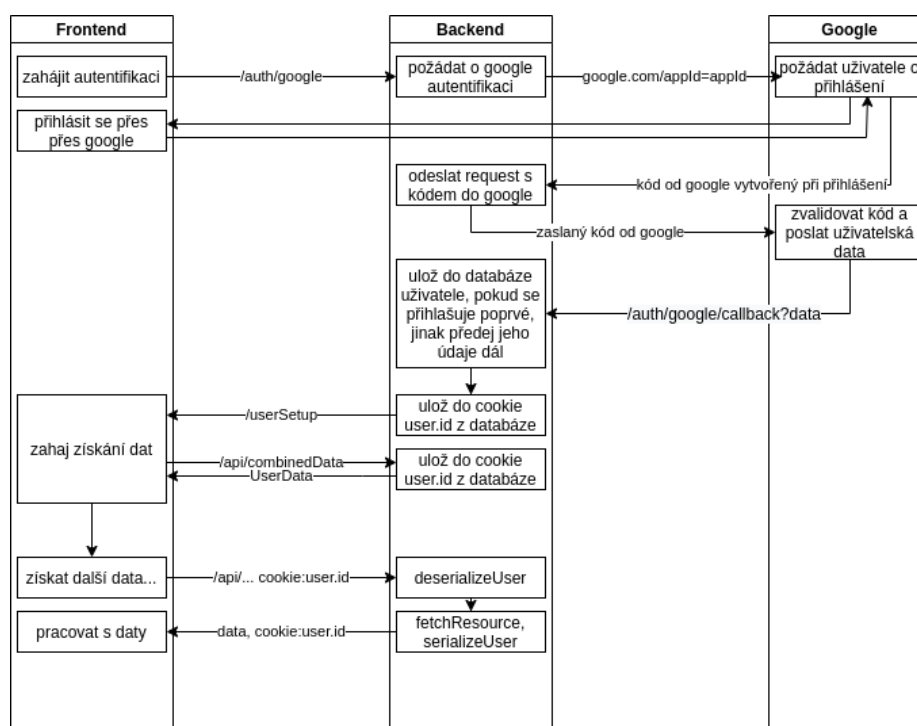 Frontend
Backend
Google
zahájit autentifikaci
/auth/google
požádat o google
autentifikaci
google.com/appId=appId
požádat uživatele o
přihlášení
přihlásit se přes
přes google
odeslat request s
kódem do google
kód od google vytvořený při přihlášení
zaslaný kód od google
zvalidovat kód a
poslat uživatelská
data
ulož do databáze
uživatele, pokud se
přihlašuje poprvé,
jinak předej jeho
údaje dál
/auth/google/callback?data
zahaj získání dat
/userSetup
ulož do cookie
user.id z databáze
/api/combinedData
UserData
ulož do cookie
user.id z databáze
získat další data...
/api/... cookie:user.id
deserializeUser
pracovat s daty
data, cookie:user.id
fetchResource,
serializeUser